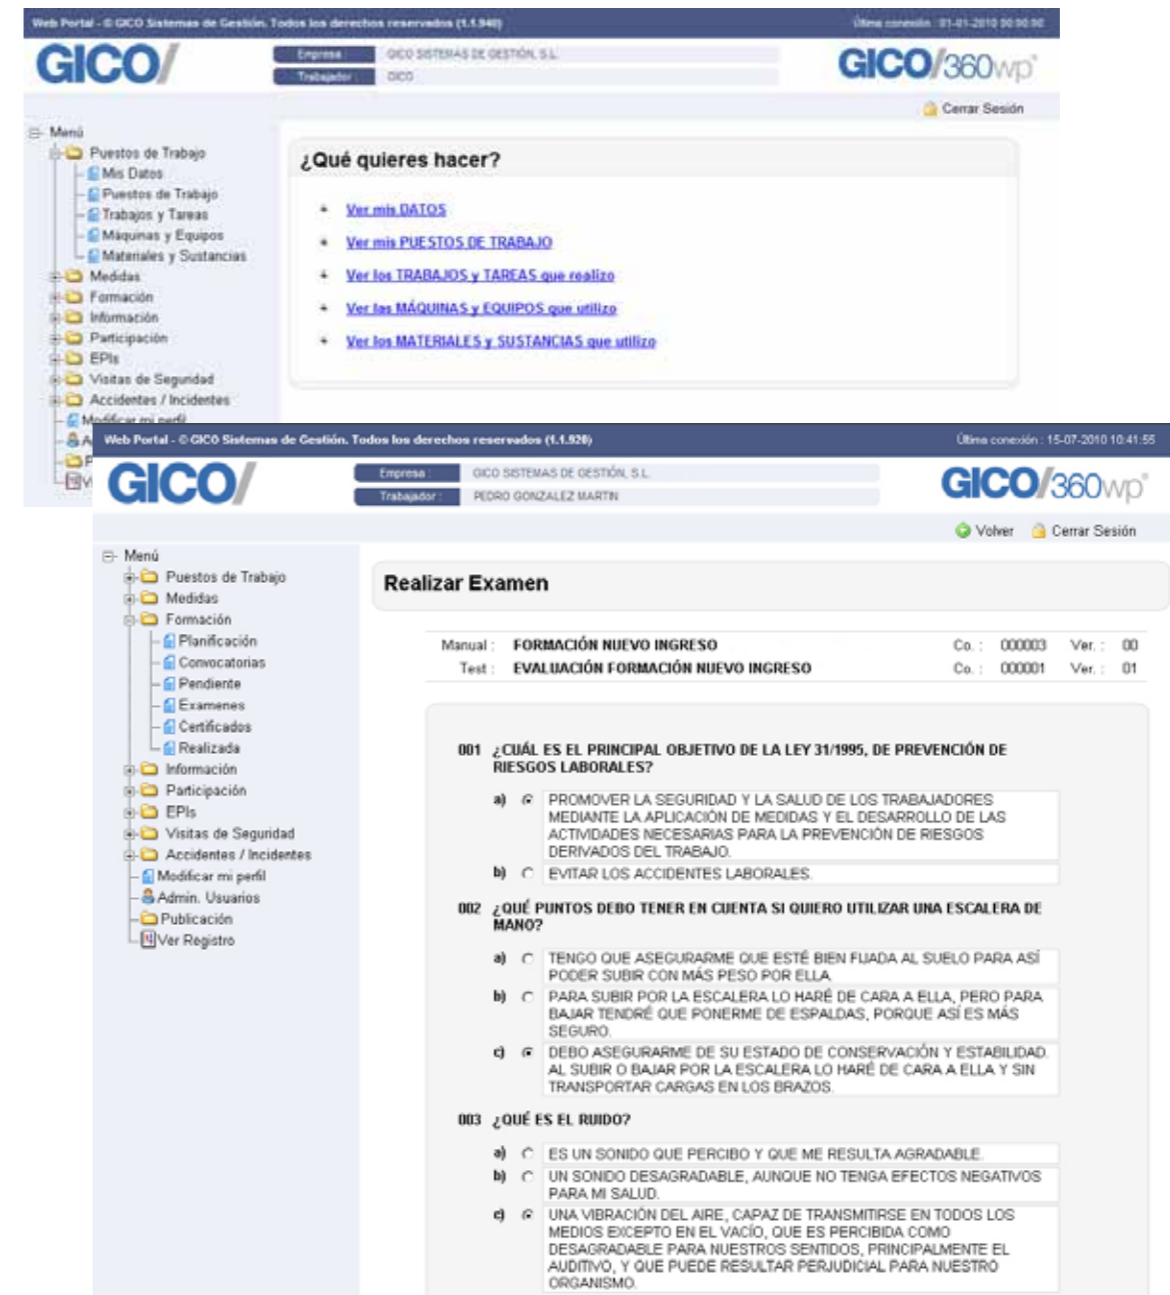 Web Portal - © GICO Sistemas de Gestión. Todos los derechos reservados (1.1.940) Última conexión : 01-01-2010 00:00:00
GICO/ Empresa : GICO SISTEMAS DE GESTIÓN, S.L. GICO/360wp
Trabajador : GICO
Cerrar Sesión
Menú
Puestos de Trabajo
Mis Datos
Puestos de Trabajo
Trabajos y Tareas
Máquinas y Equipos
Materiales y Sustancias
Medidas
Formación
Información
Participación
EPIs
Visitas de Seguridad
Accidentes / Incidentes
Modificar mi perfil
A
P
V
¿Qué quieres hacer?
Ver mis DATOS
Ver mis PUESTOS DE TRABAJO
Ver los TRABAJOS y TAREAS que realizo
Ver las MÁQUINAS y EQUIPOS que utilizo
Ver los MATERIALES y SUSTANCIAS que utilizo
Web Portal - © GICO Sistemas de Gestión. Todos los derechos reservados (1.1.920) Última conexión : 15-07-2010 10:41:55
GICO/ Empresa : GICO SISTEMAS DE GESTIÓN, S.L. GICO/360wp
Trabajador : PEDRO GONZALEZ MARTIN
Volver Cerrar Sesión
Menú
Puestos de Trabajo
Medidas
Formación
Planificación
Convocatorias
Pendiente
Examenes
Certificados
Realizada
Información
Participación
EPIs
Visitas de Seguridad
Accidentes / Incidentes
Modificar mi perfil
Admin. Usuarios
Publicación
Ver Registro
Realizar Examen
Manual : FORMACIÓN NUEVO INGRESO Co. : 000003 Ver. : 00
Test : EVALUACIÓN FORMACIÓN NUEVO INGRESO Co. : 000001 Ver. : 01
001 ¿CUÁL ES EL PRINCIPAL OBJETIVO DE LA LEY 31/1995, DE PREVENCIÓN DE
RIESGOS LABORALES?
a) PROMOVER LA SEGURIDAD Y LA SALUD DE LOS TRABAJADORES
MEDIANTE LA APLICACIÓN DE MEDIDAS Y EL DESARROLLO DE LAS
ACTIVIDADES NECESARIAS PARA LA PREVENCIÓN DE RIESGOS
DERIVADOS DEL TRABAJO.
b) EVITAR LOS ACCIDENTES LABORALES.
002 ¿QUÉ PUNTOS DEBO TENER EN CUENTA SI QUIERO UTILIZAR UNA ESCALERA DE
MANO?
a) TENGO QUE ASEGURARME QUE ESTÉ BIEN FIJADA AL SUELO PARA ASÍ
PODER SUBIR CON MÁS PESO POR ELLA.
b) PARA SUBIR POR LA ESCALERA LO HARÉ DE CARA A ELLA, PERO PARA
BAJAR TENDRÉ QUE PONERME DE ESPALDAS, PORQUE ASÍ ES MÁS
SEGURO.
c) DEBO ASEGURARME DE SU ESTADO DE CONSERVACIÓN Y ESTABILIDAD.
AL SUBIR O BAJAR POR LA ESCALERA LO HARÉ DE CARA A ELLA Y SIN
TRANSPORTAR CARGAS EN LOS BRAZOS.
003 ¿QUÉ ES EL RUIDO?
a) ES UN SONIDO QUE PERCIBO Y QUE ME RESULTA AGRADABLE.
b) UN SONIDO DESAGRADABLE, AUNQUE NO TENGA EFECTOS NEGATIVOS
PARA MI SALUD.
c) UNA VIBRACIÓN DEL AIRE, CAPAZ DE TRANSMITIRSE EN TODOS LOS
MEDIOS EXCEPTO EN EL VACÍO, QUE ES PERCIBIDA COMO
DESAGRADABLE PARA NUESTROS SENTIDOS, PRINCIPALMENTE EL
AUDITIVO, Y QUE PUEDE RESULTAR PERJUDICIAL PARA NUESTRO
ORGANISMO.